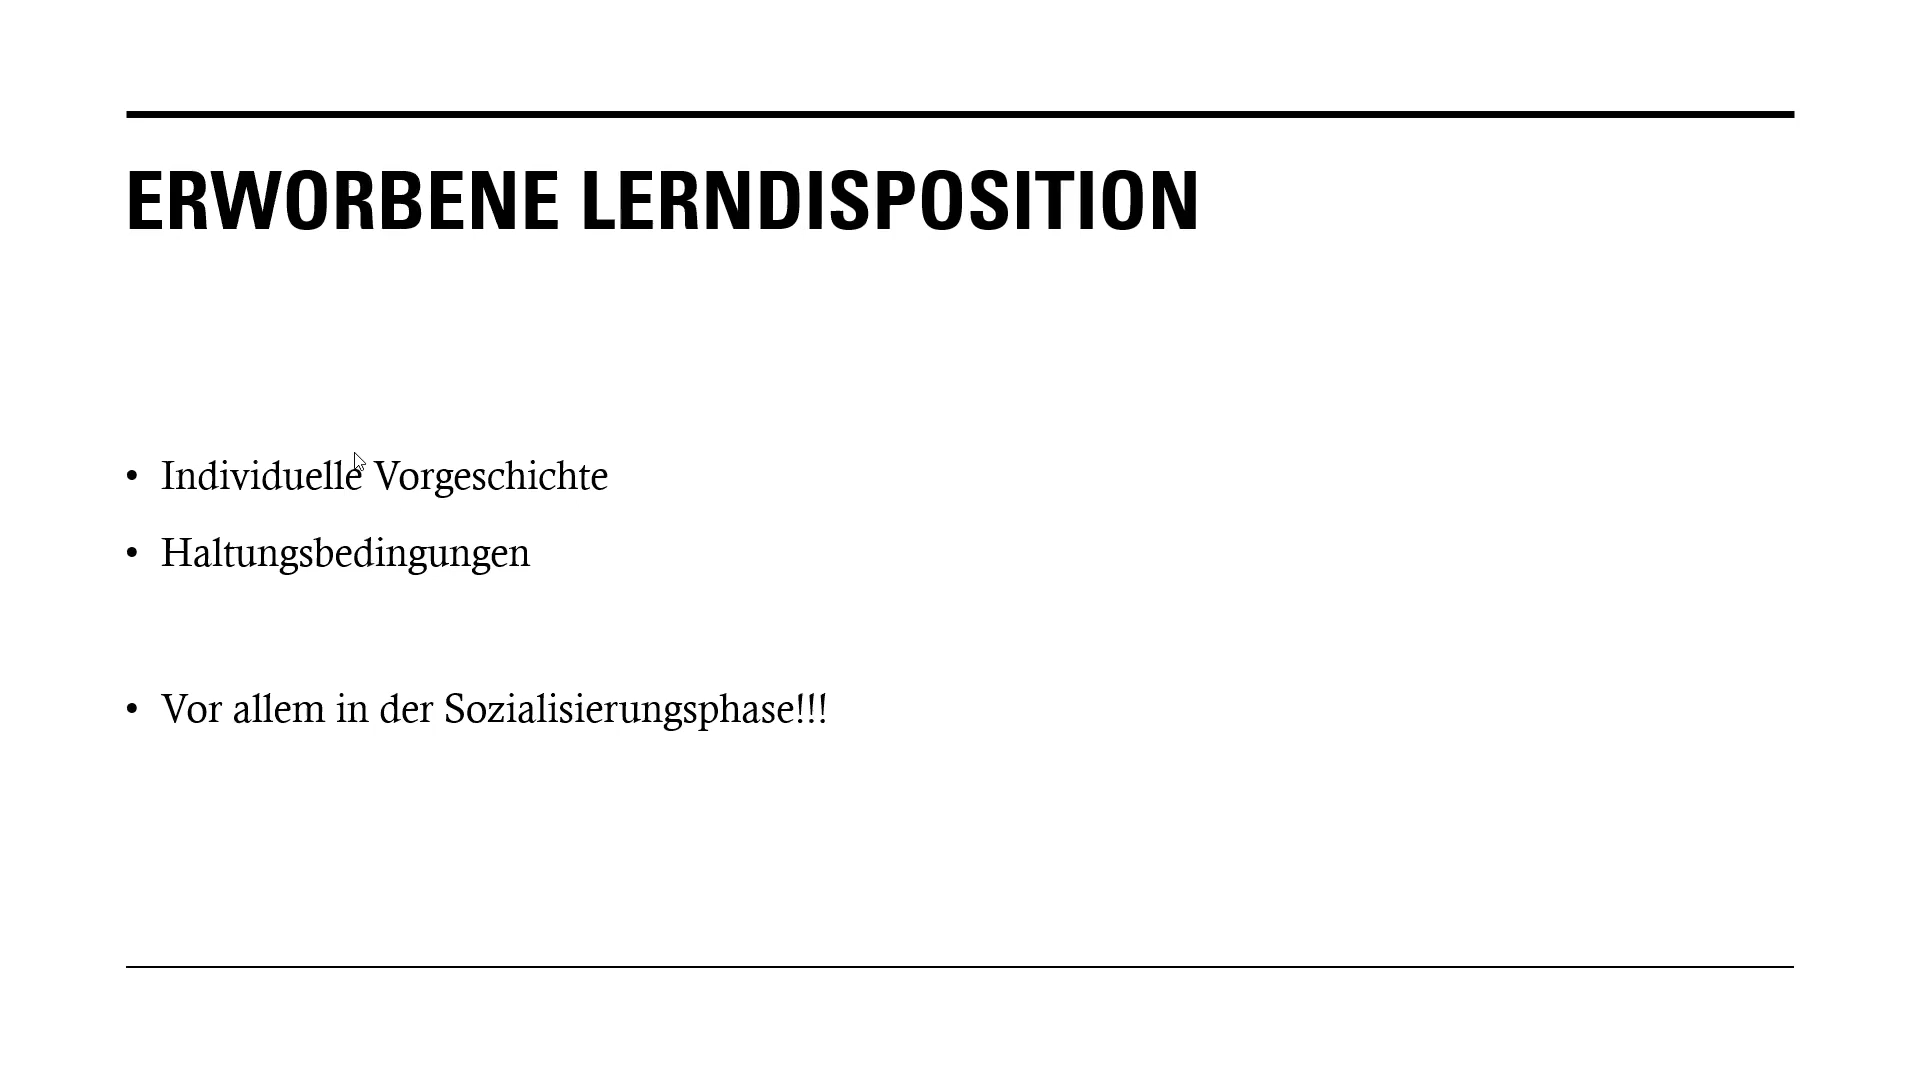 ERWORBENE LERNDISPOSITION
• Individuelle Vorgeschichte
• Haltungsbedingungen
• Vor allem in der Sozialisierungsphase!!!